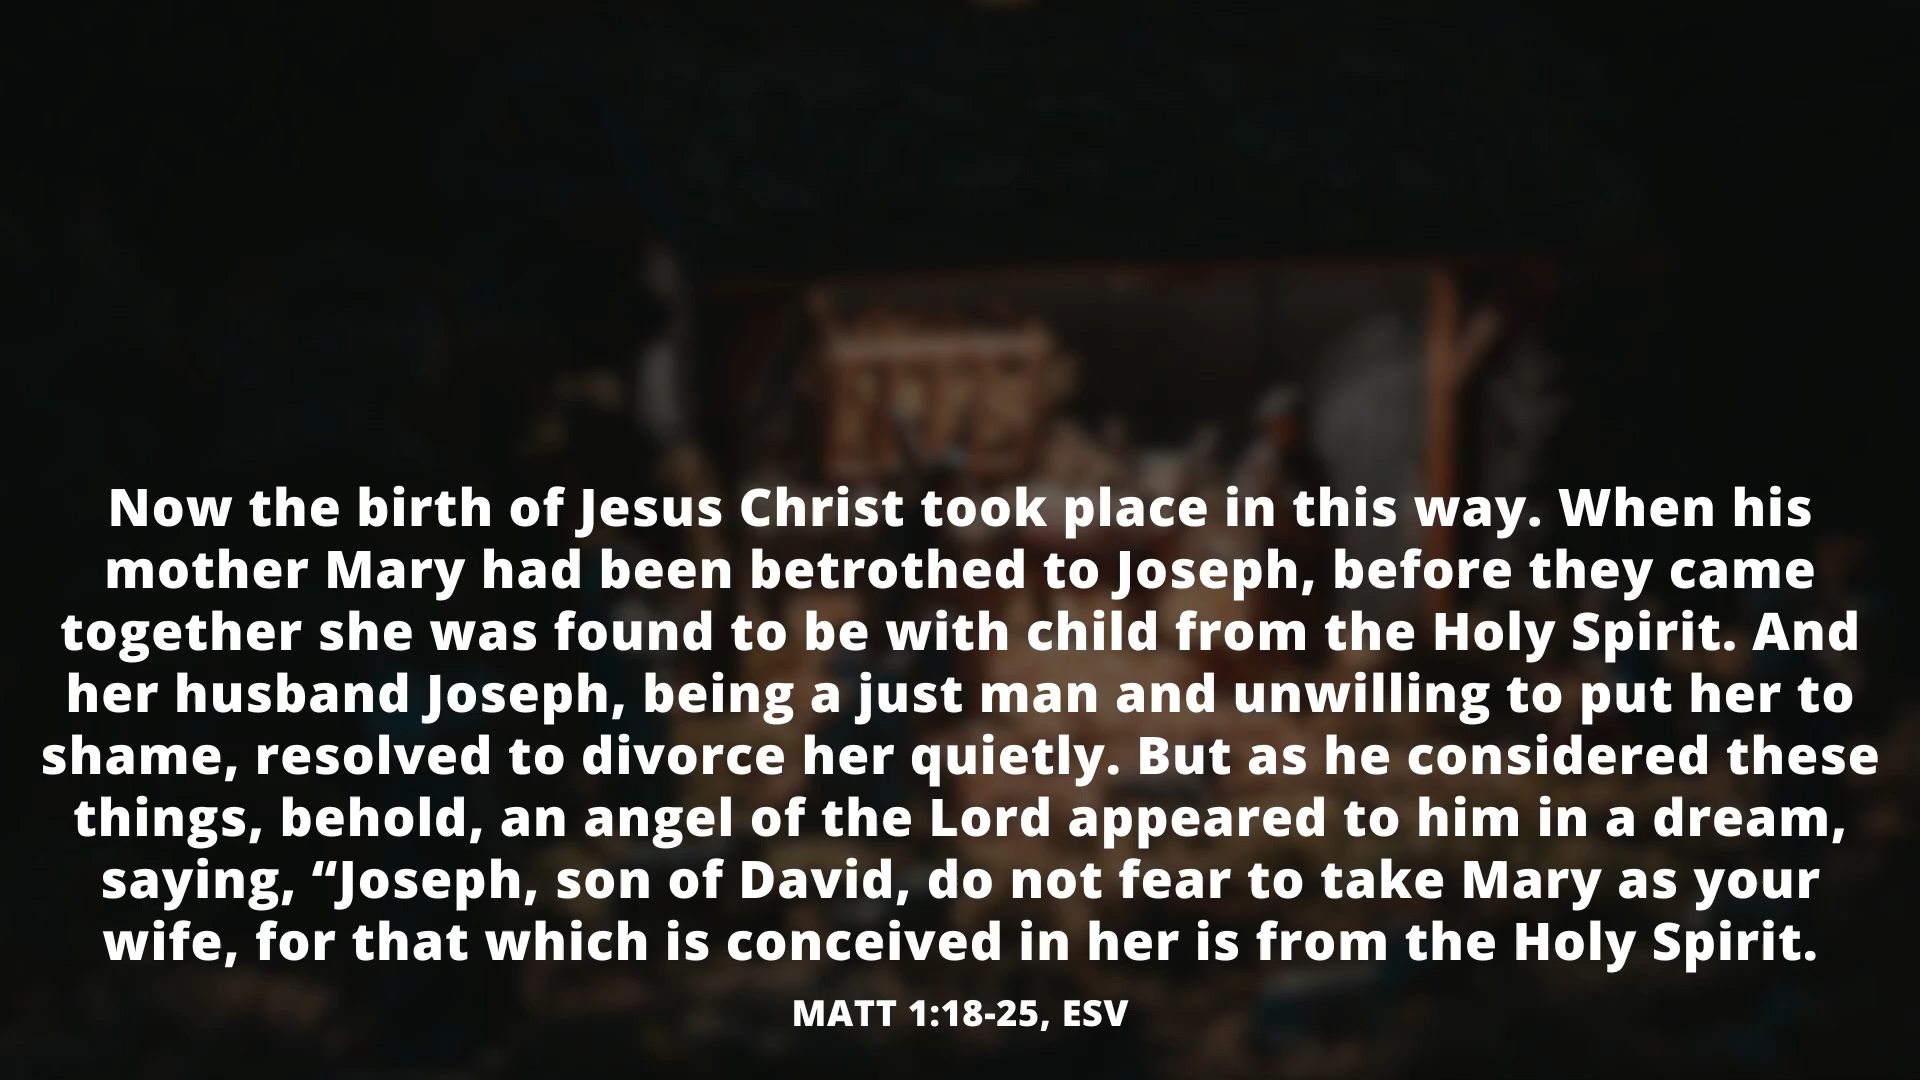 Now the birth of Jesus Christ took place in this way. When his
mother Mary had been betrothed to Joseph, before they came
together she was found to be with child from the Holy Spirit. And
her husband Joseph, being a just man and unwilling to put her to
shame, resolved to divorce her quietly. But as he considered these
things, behold, an angel of the Lord appeared to him in a dream,
saying, “Joseph, son of David, do not fear to take Mary as your
wife, for that which is conceived in her is from the Holy Spirit.
MATT 1:18-25, ESV